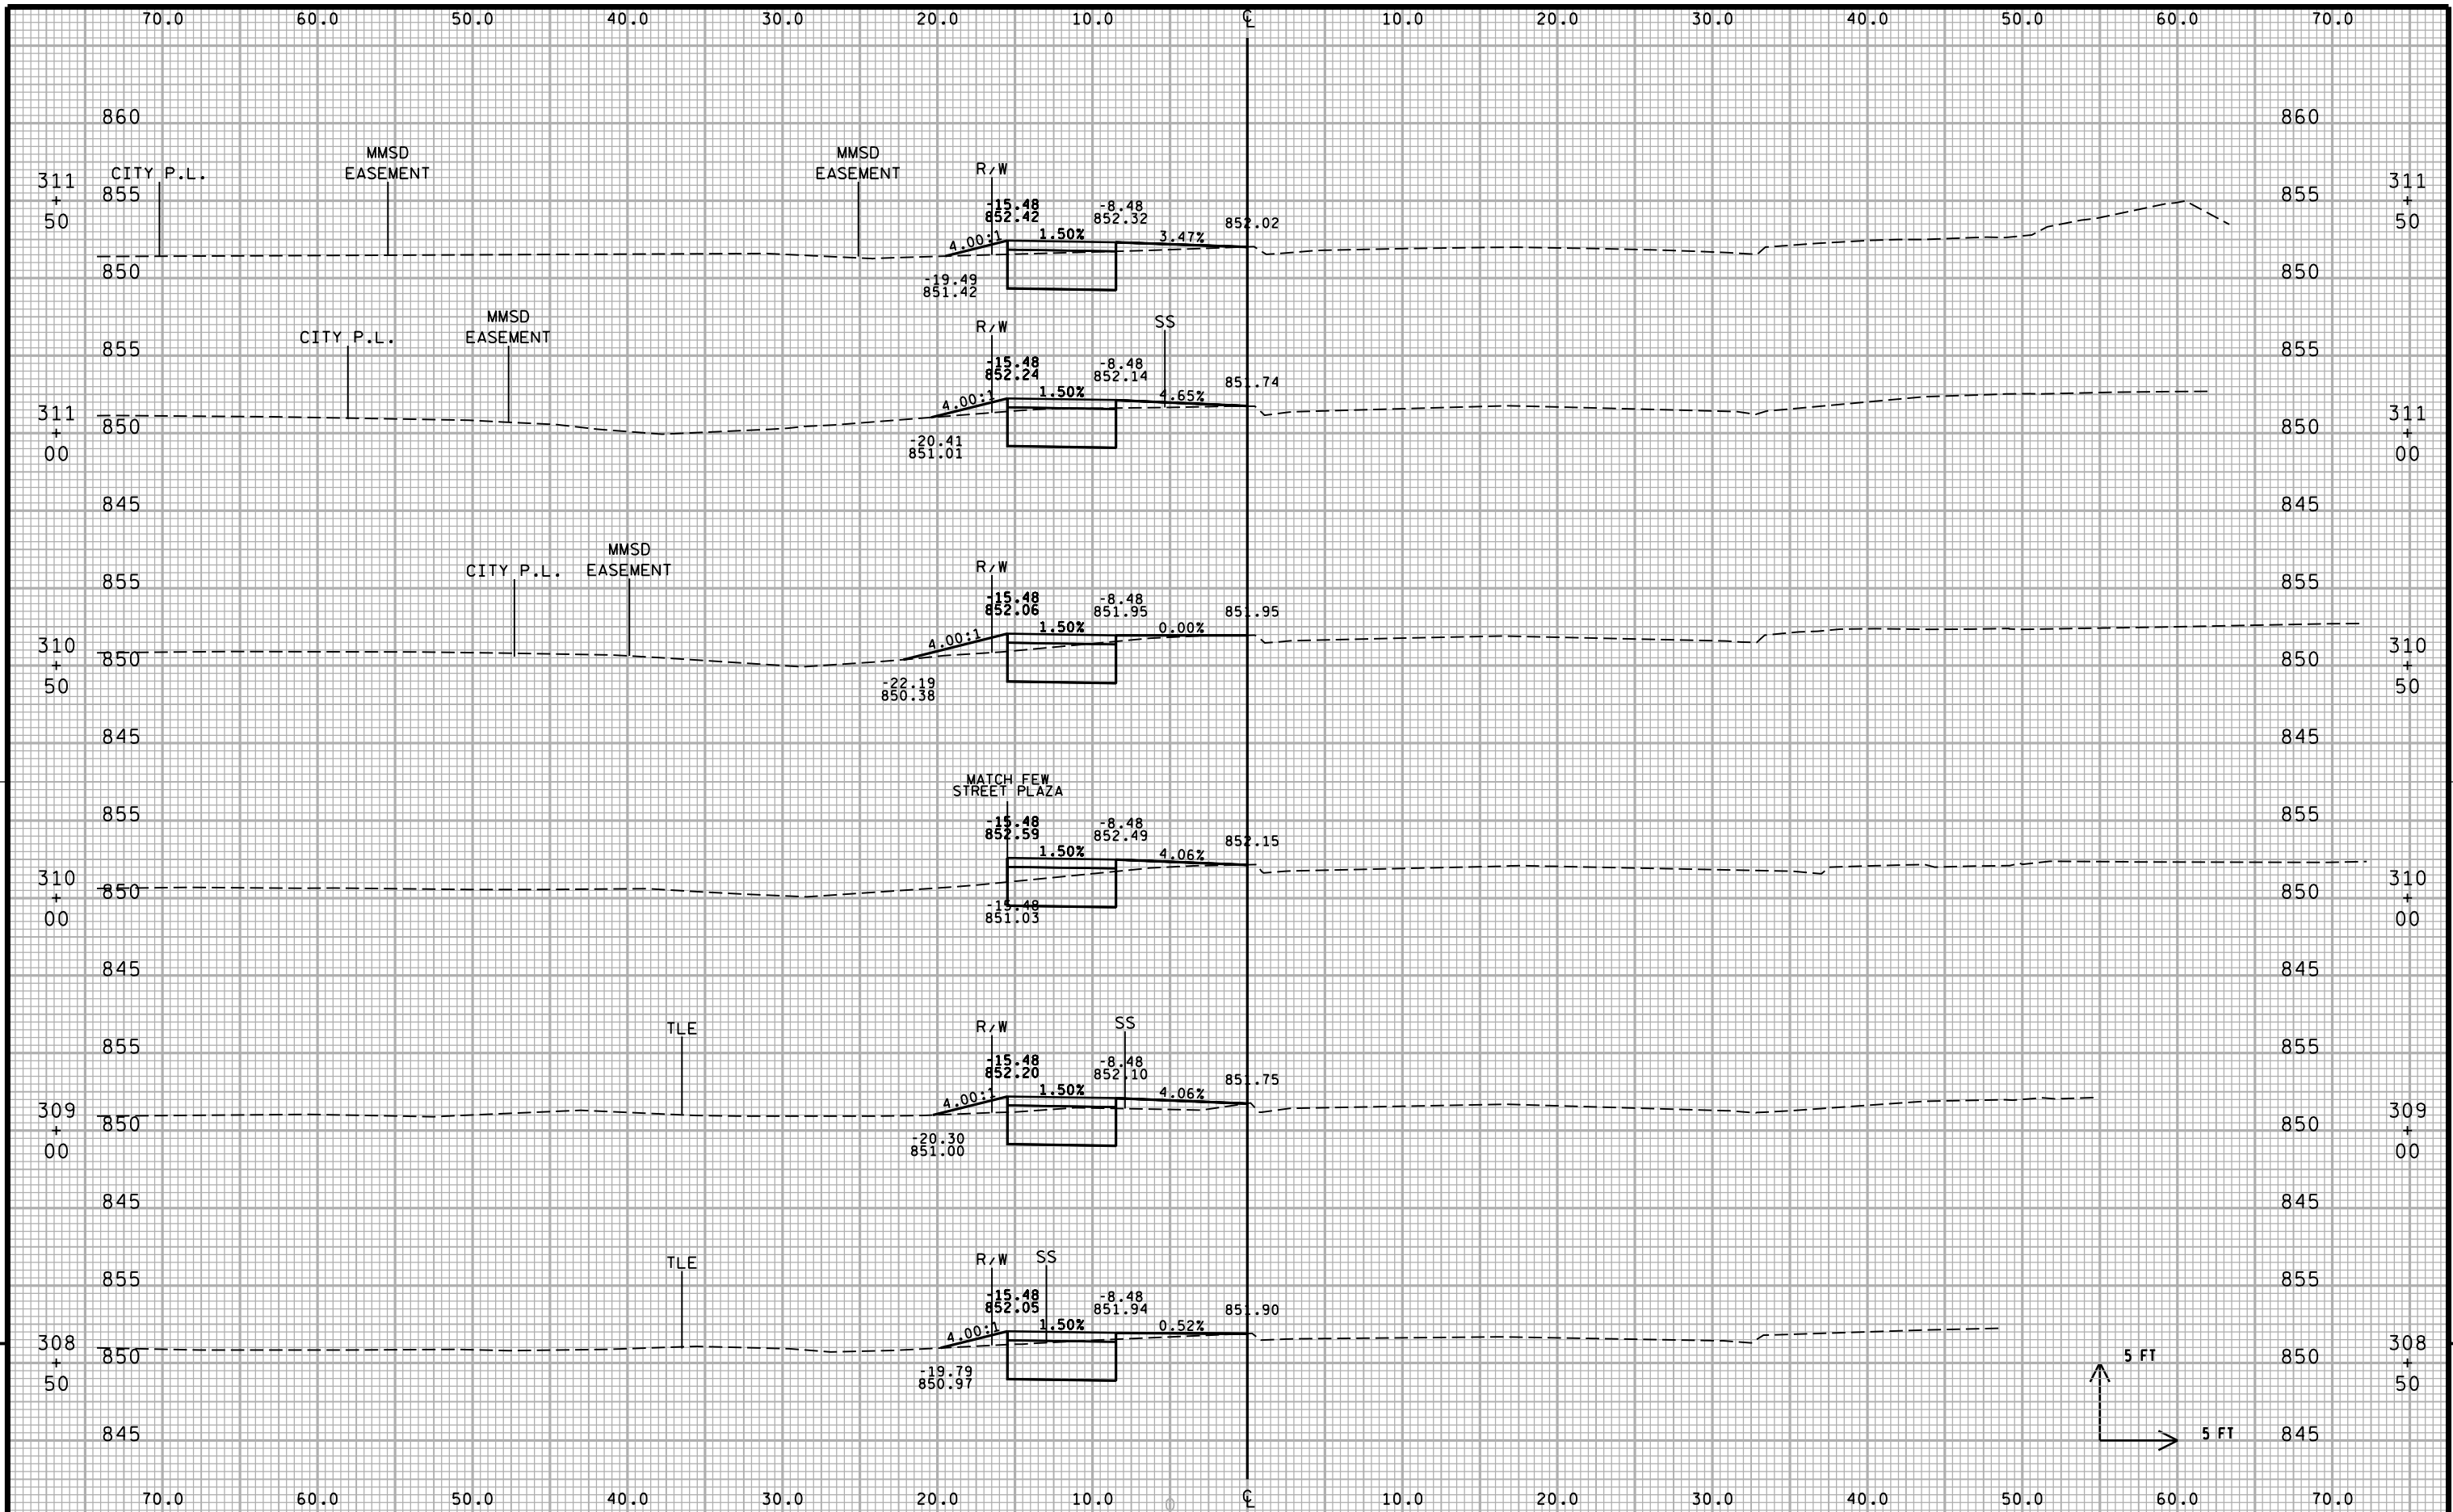 70.0 60.0 50.0 40.0 30.0 20.0 10.0 ℄ 10.0 20.0 30.0 40.0 50.0 60.0 70.0
860 860
MMSD MMSD
CITY P.L. EASEMENT EASEMENT R/W
311 855 855 311
+ +
50 50
-15.48 -8.48
852.42 852.32 852.02
4.00:1 1.50% 3.47%
850 850
-19.49
851.42
MMSD
CITY P.L. EASEMENT R/W SS
855 855
-15.48 -8.48
852.24 852.14 851.74
4.00:1 1.50% 4.65%
311 850 850 311
+ +
00 00
-20.41
851.01
845 845
MMSD
CITY P.L. EASEMENT R/W
855 855
-15.48 -8.48
852.06 851.95 851.95
4.00:1 1.50% 0.00%
310 850 850 310
+ +
50 50
-22.19
850.38
845 845
MATCH FEW
STREET PLAZA
855 855
-15.48 -8.48
852.59 852.49 852.15
1.50% 4.06%
310 850 850 310
+ +
00 00
-15.48
851.03
845 845
TLE R/W SS
855 855
-15.48 -8.48
852.20 852.10 851.75
4.00:1 1.50% 4.06%
309 850 850 309
+ +
00 00
-20.30
851.00
845 845
TLE R/W SS
855 855
-15.48 -8.48
852.05 851.94 851.90
4.00:1 1.50% 0.52%
308 850 850 308
+ +
50 50
-19.79
850.97
5 FT
845 5 FT 845
70.0 60.0 50.0 40.0 30.0 20.0 10.0 0 ℄ 10.0 20.0 30.0 40.0 50.0 60.0 70.0